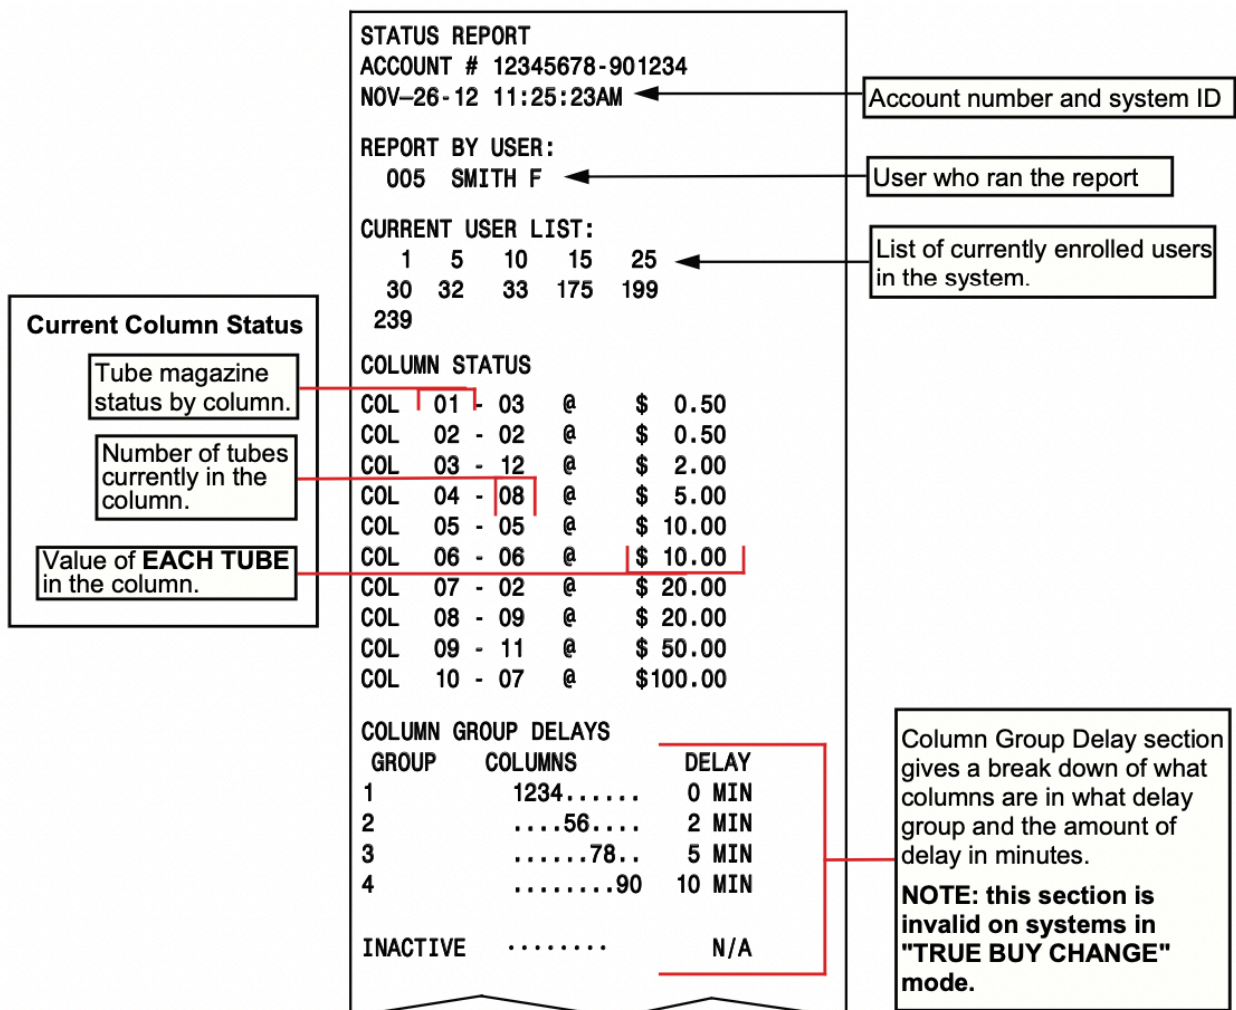 STATUS REPORT
ACCOUNT # 12345678-901234
NOV-26-12 11:25:23AM
Account number and system ID
REPORT BY USER:
005 SMITH F
User who ran the report
CURRENT USER LIST:
1 5 10 15 25
30 32 33 175 199
239
List of currently enrolled users
in the system.
Current Column Status
Tube magazine
status by column.
Number of tubes
currently in the
column.
Value of EACH TUBE
in the column.
COLUMN STATUS
COL 01 - 03 @ $ 0.50
COL 02 - 02 @ $ 0.50
COL 03 - 12 @ $ 2.00
COL 04 - 08 @ $ 5.00
COL 05 - 05 @ $ 10.00
COL 06 - 06 @ $ 10.00
COL 07 - 02 @ $ 20.00
COL 08 - 09 @ $ 20.00
COL 09 - 11 @ $ 50.00
COL 10 - 07 @ $100.00
COLUMN GROUP DELAYS
GROUP COLUMNS DELAY
1 1234...... 0 MIN
2 ....56.... 2 MIN
3 ......78.. 5 MIN
4 ........90 10 MIN
INACTIVE ........ N/A
Column Group Delay section
gives a break down of what
columns are in what delay
group and the amount of
delay in minutes.
NOTE: this section is
invalid on systems in
"TRUE BUY CHANGE"
mode.